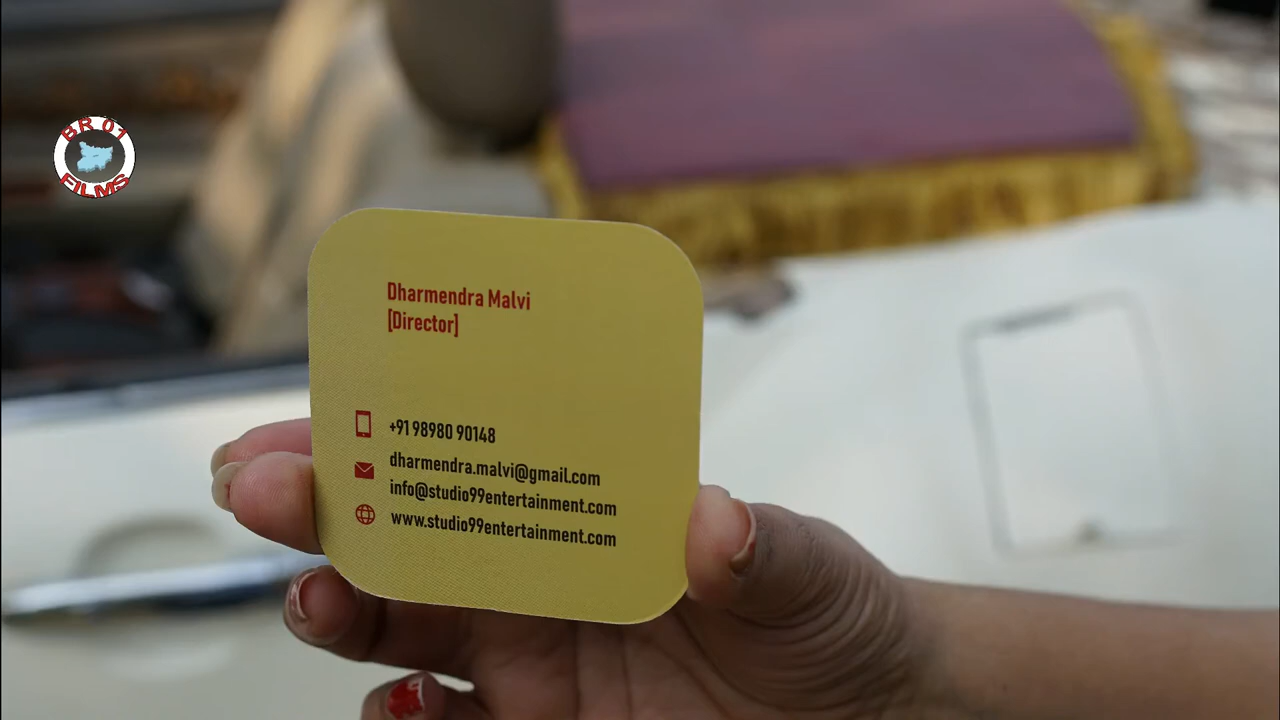 BR 01
FILMS
Dharmendra Malvi
[Director]
+91 98980 90148
dharmendra.malvi@gmail.com
info@studio99entertainment.com
www.studio99entertainment.com